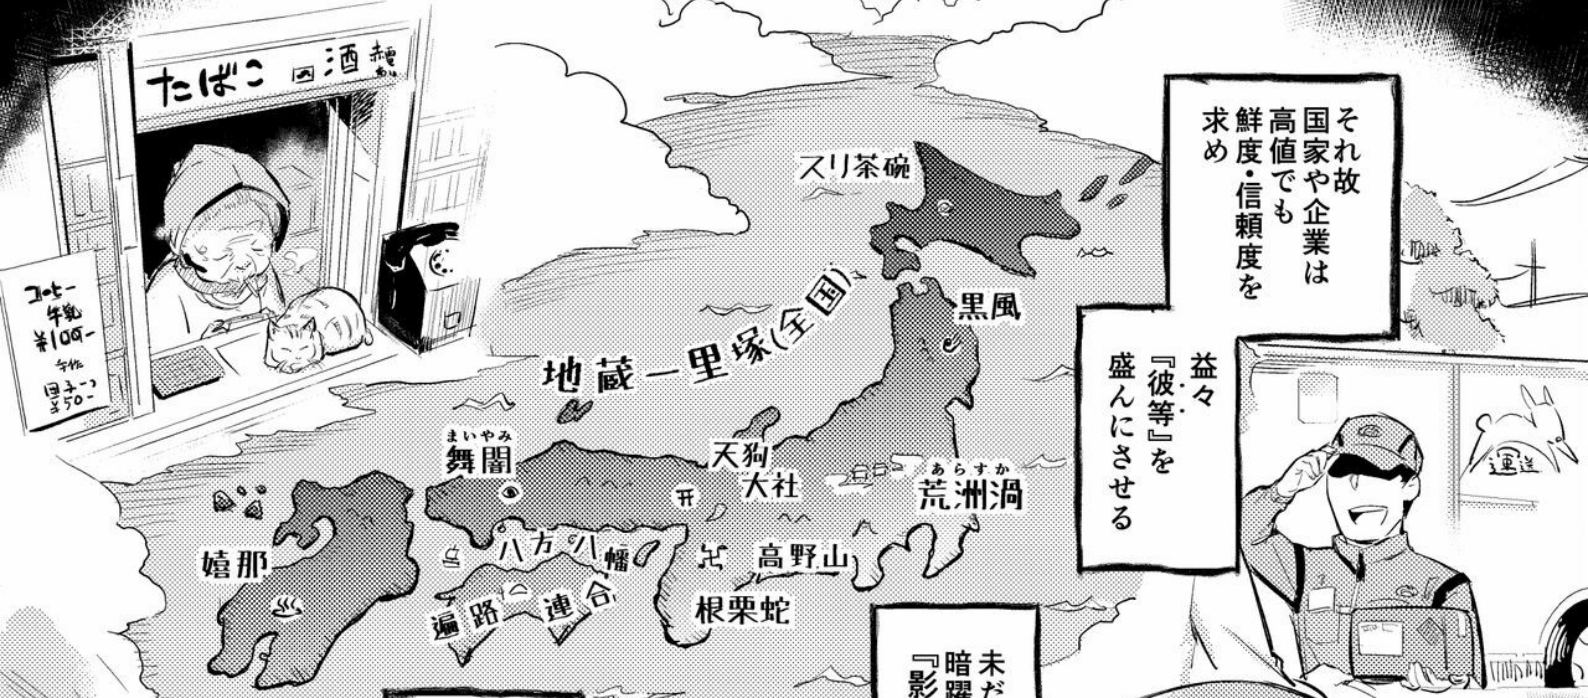 それ故
国家や企業は
高値でも
鮮度・信頼度を
求め
益々
『彼等』を
盛んにさせる
たばこ
酒
コーヒー
牛乳
¥100-
団子一つ
¥50-
スリ茶碗
黒風
地蔵一里塚(全国)
まいやみ
舞闇
天狗
大社
あらすか
荒洲渦
嬉那
八方八幡
高野山
遍路連合
根栗蛇
運送
未だ
暗躍
『影